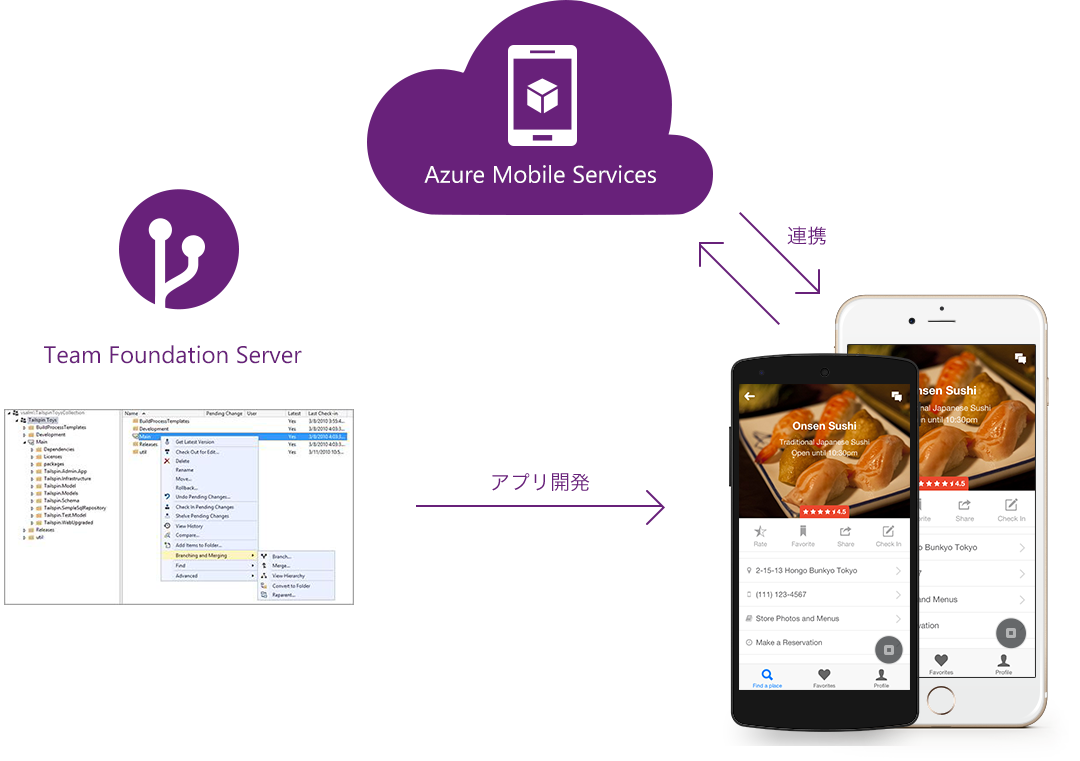 Azure Mobile Services
連携
Team Foundation Server
アプリ開発
vsalm\TailspinToysCollection
Tailspin Toys
BuildProcessTemplates
Development
Main
Dependencies
Licenses
packages
Tailspin.Admin.App
Tailspin.Infrastructure
Tailspin.Model
Tailspin.Models
Tailspin.Schema
Tailspin.SimpleSqlRepository
Tailspin.Test.Model
Tailspin.WebUpgraded
Releases
util
Name Pending Change User Latest Last Check-in
BuildProcessTemplates Yes 3/8/2010 3:55:4...
Development Yes 3/8/2010 4:03:3...
Main Yes 3/8/2010 4:03:3...
Releases Yes 3/8/2010 4:03:3...
util Yes 3/11/2010 10:5...
Get Latest Version
Check Out for Edit...
Delete
Rename
Move...
Rollback...
Undo Pending Changes...
Check In Pending Changes
Shelve Pending Changes
View History
Compare...
Add Items to Folder...
Branching and Merging
Find
Advanced
Branch...
Merge...
View Hierarchy
Convert to Folder
Reparent...
Onsen Sushi
Traditional Japanese Sushi
Open until 10:30pm
4.5
Rate Favorite Share Check In
2-15-13 Hongo Bunkyo Tokyo
(111) 123-4567
Store Photos and Menus
Make a Reservation
Find a place Favorites Profile
nsen Sushi
onal Japanese Sushi
n until 10:30pm
4.5
orite Share Check In
o Bunkyo Tokyo
7
and Menus
vation
Favorites Profile